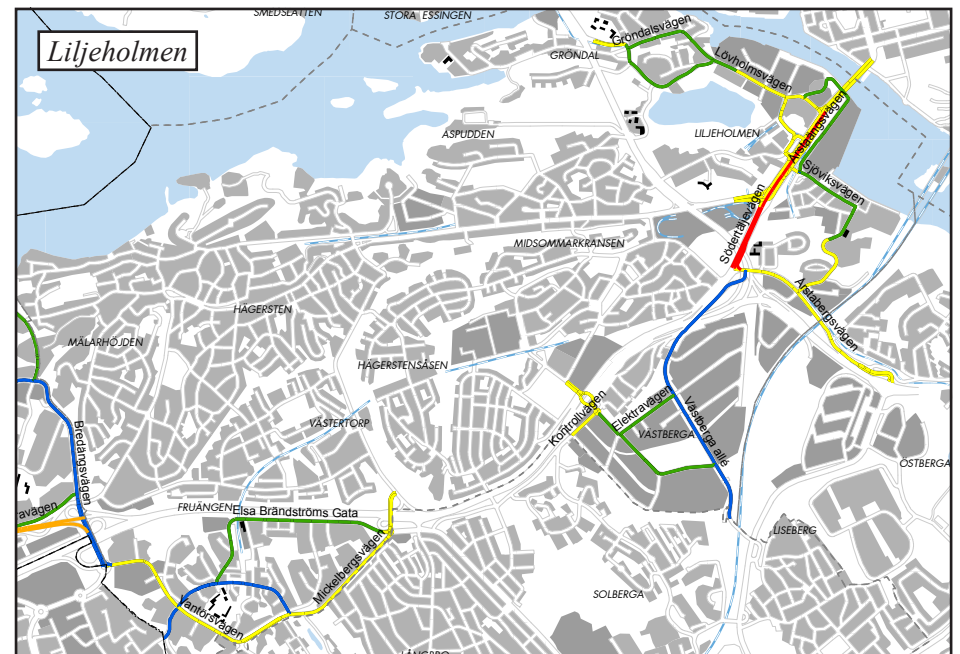 SMEDSLÄTTEN
STORA ESSINGEN
Liljeholmen
Gröndalsvägen
GRÖNDAL
Lövholmsvägen
ASPUDDEN
LILJEHOLMEN
Årstaängsvägen
Sjöviksvägen
Södertäljevägen
MIDSOMMARKRANSEN
Årstabergsvägen
HÄGERSTEN
MÄLARHÖJDEN
HÄGERSTENSÅSEN
VÄSTERTORP
Kontrollvägen
Elektravägen
VÄSTBERGA
Västberga allé
Bredängsvägen
ÖSTBERGA
FRUÄNGEN
Elsa Brändströms Gata
ravägen
LISEBERG
Mickelbergsvägen
SOLBERGA
Vantörsvägen